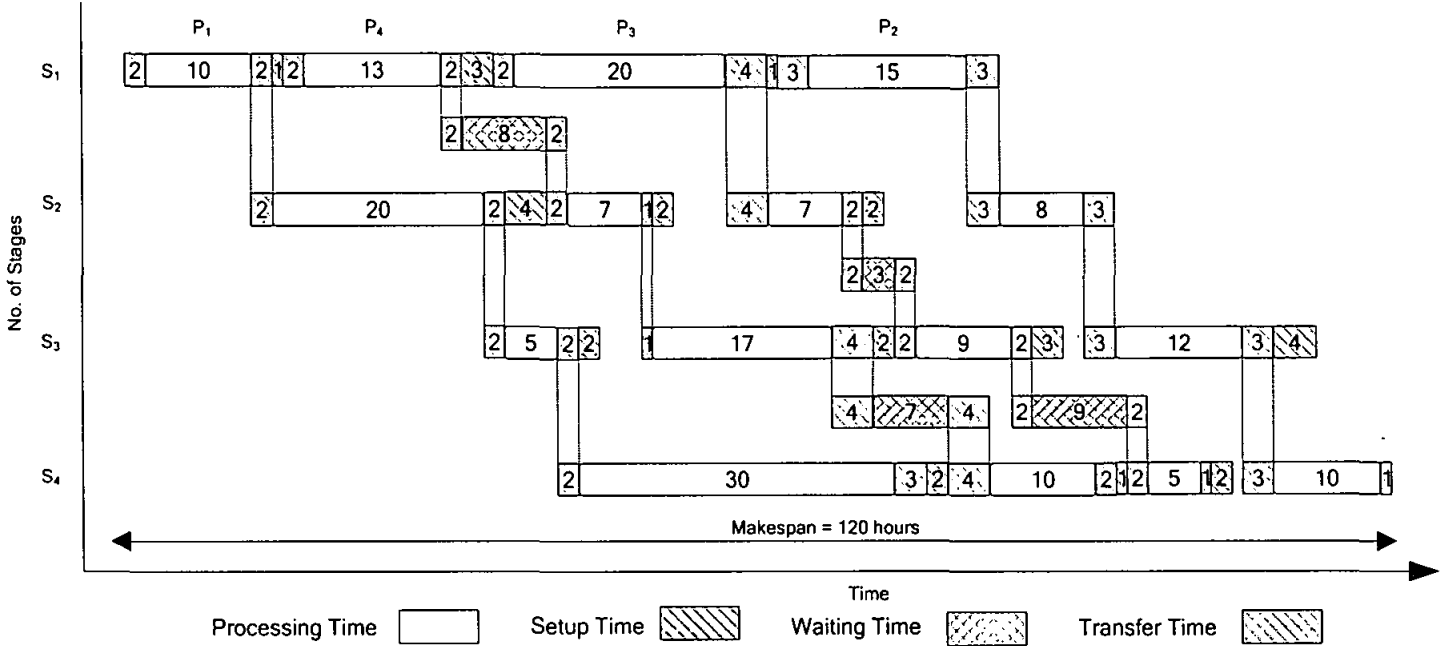 P₁ P₄ P₃ P₂
S₁ 2 10 2 1 2 13 2 3 2 20 4 1 3 15 3
2 8 2
S₂ 2 20 2 4 2 7 1 2 4 7 2 2 3 8 3
2 3 2
No. of Stages
S₃ 2 5 2 2 1 17 4 2 2 9 2 3 3 12 3 4
4 7 4 2 9 2
S₄ 2 30 3 2 4 10 2 1 2 5 1 2 3 10 1
Makespan = 120 hours
Time
Processing Time Setup Time Waiting Time Transfer Time